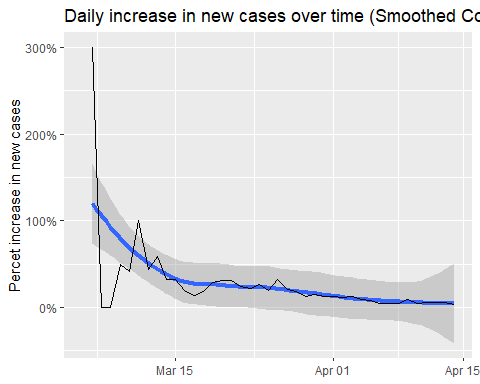 Daily increase in new cases over time (Smoothed Co
300%
200%
100%
0%
Percet increase in new cases
Mar 15
Apr 01
Apr 15